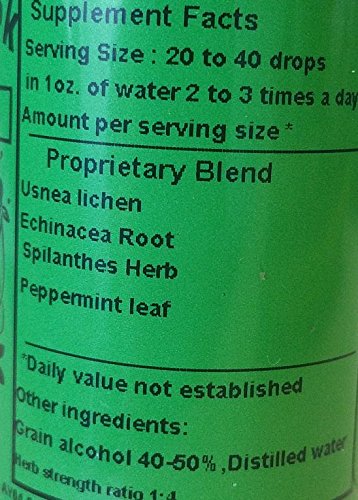 Supplement Facts
Serving Size : 20 to 40 drops
in 1oz. of water 2 to 3 times a day
Amount per serving size *
Proprietary Blend
Usnea lichen
Echinacea Root
Spilanthes Herb
Peppermint leaf
*Daily value not established
Other ingredients:
Grain alcohol 40-50% ,Distilled water
Herb strength ratio 1:4